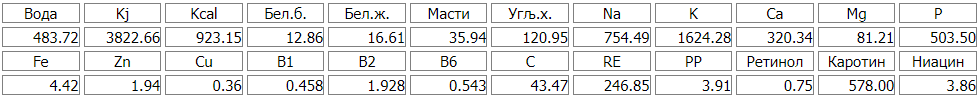 Вода Kj Kcal Бел.б. Бел.ж. Масти Угљ.х. Na K Ca Mg P
483.72 3822.66 923.15 12.86 16.61 35.94 120.95 754.49 1624.28 320.34 81.21 503.50
Fe Zn Cu B1 B2 B6 C RE PP Ретинол Каротин Ниацин
4.42 1.94 0.36 0.458 1.928 0.543 43.47 246.85 3.91 0.75 578.00 3.86